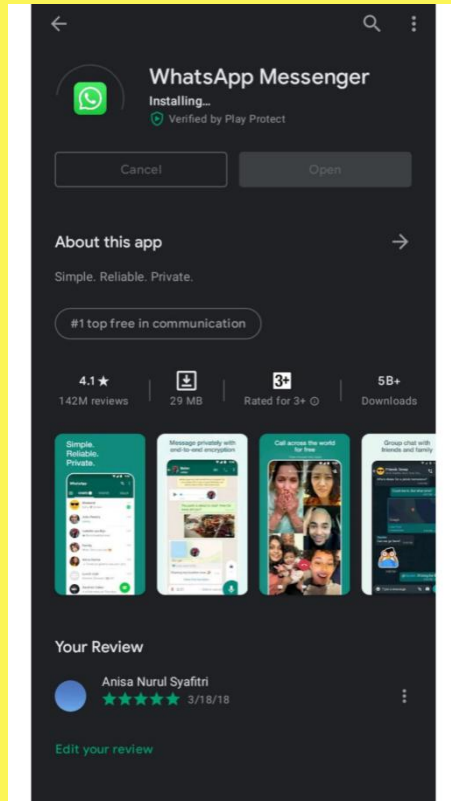 WhatsApp Messenger
Installing...
Verified by Play Protect
Cancel
Open
About this app
Simple. Reliable. Private.
#1 top free in communication
4.1★
142M reviews
29 MB
3+
Rated for 3+
5B+
Downloads
Simple.
Reliable.
Private.
WhatsApp
Message privately with
end-to-end encryption
Call across the world
for free
Group chat with
friends and family
Your Review
Anisa Nurul Syafitri
3/18/18
Edit your review